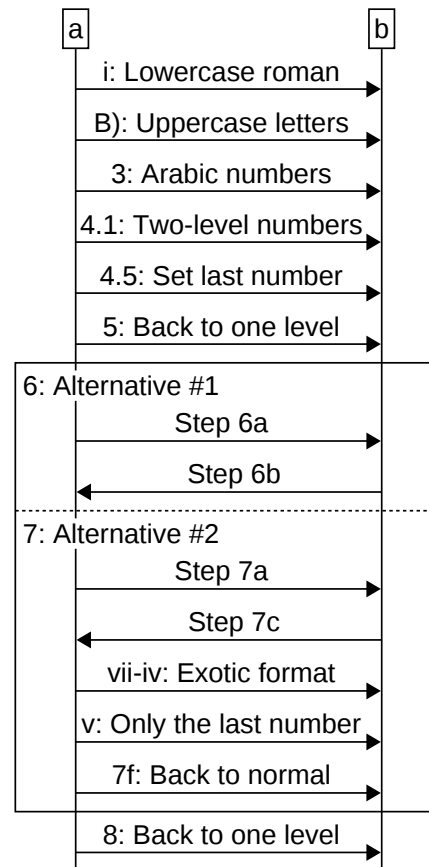 a b
i: Lowercase roman
B): Uppercase letters
3: Arabic numbers
4.1: Two-level numbers
4.5: Set last number
5: Back to one level
6: Alternative #1
Step 6a
Step 6b
7: Alternative #2
Step 7a
Step 7c
vii-iv: Exotic format
v: Only the last number
7f: Back to normal
8: Back to one level